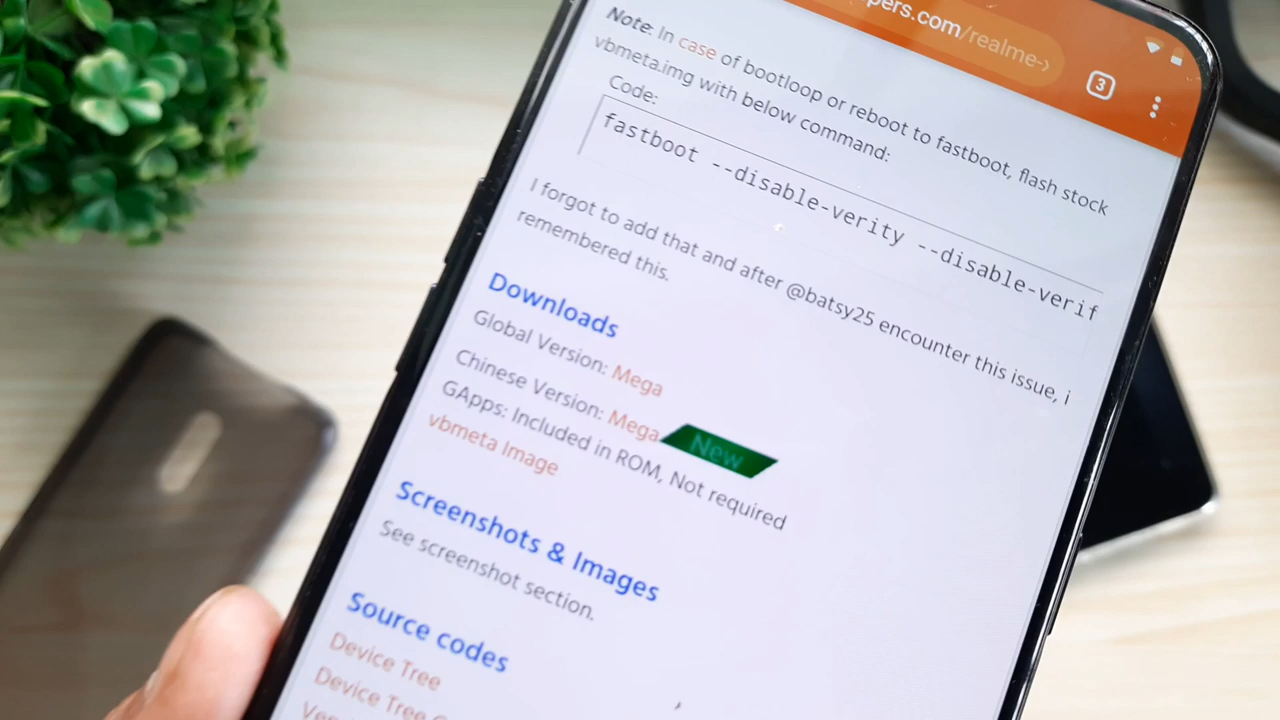 pers.com/realme-
3
Note: In case of bootloop or reboot to fastboot, flash stock
vbmeta.img with below command:
Code:
fastboot --disable-verity --disable-verif
I forgot to add that and after @batsy25 encounter this issue, i
remembered this.
Downloads
Global Version: Mega
Chinese Version: Mega New
GApps: Included in ROM, Not required
vbmeta Image
Screenshots & Images
See screenshot section.
Source codes
Device Tree
Device Tree